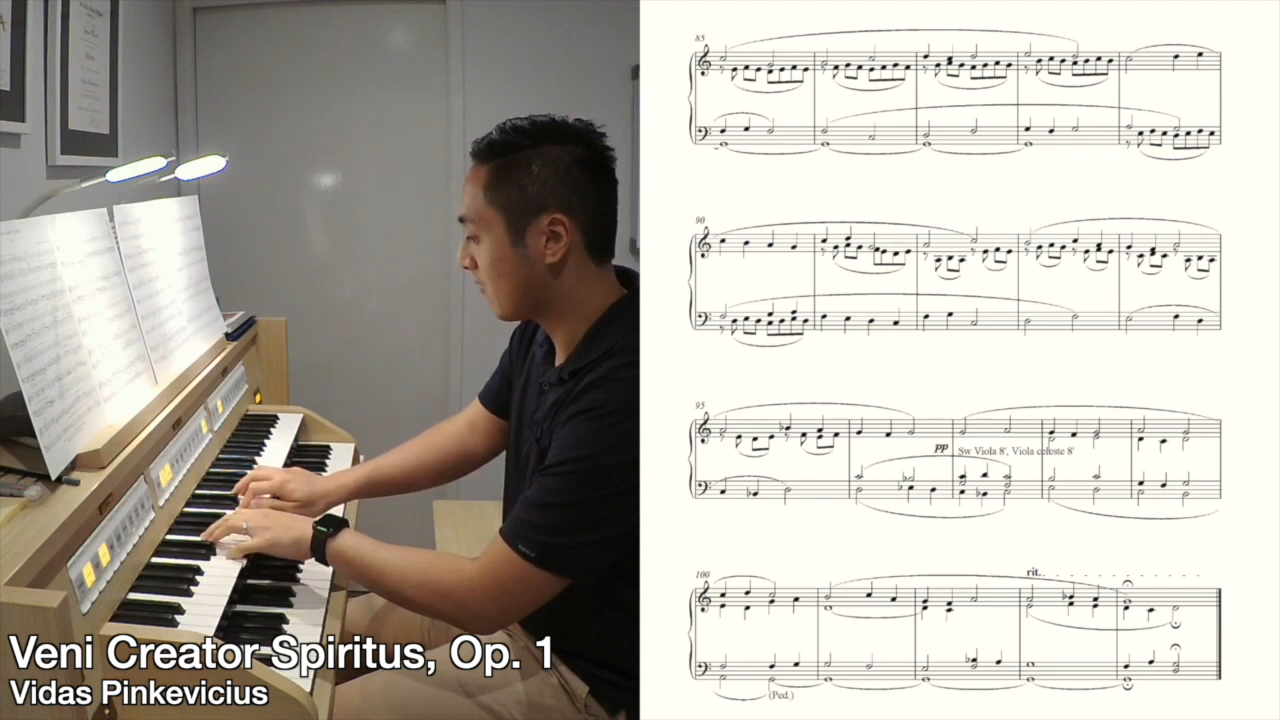 Veni Creator Spiritus, Op. 1
Vidas Pinkevicius
85
90
95
pp
Sw Viola 8', Viola celeste 8'
100
rit.
(Ped.)